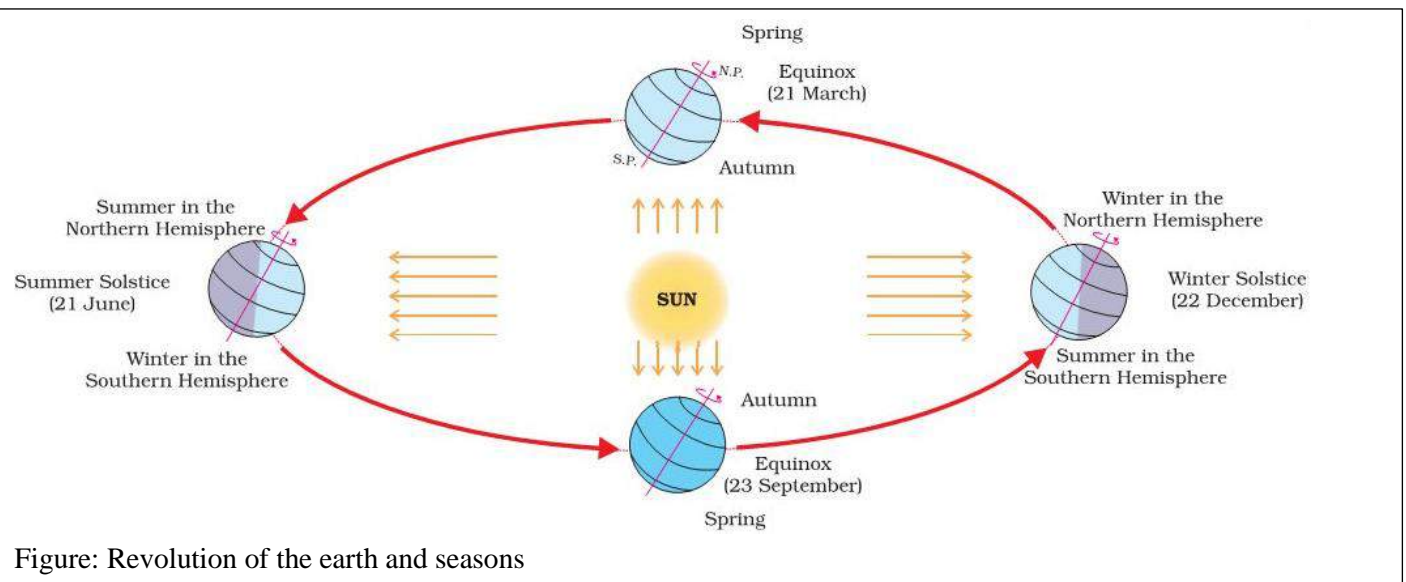 Spring
N.P.
Equinox
(21 March)
S.P.
Autumn
Summer in the
Northern Hemisphere
Winter in the
Northern Hemisphere
Summer Solstice
(21 June)
SUN
Winter Solstice
(22 December)
Winter in the
Southern Hemisphere
Summer in the
Southern Hemisphere
Autumn
Equinox
(23 September)
Spring
Figure: Revolution of the earth and seasons